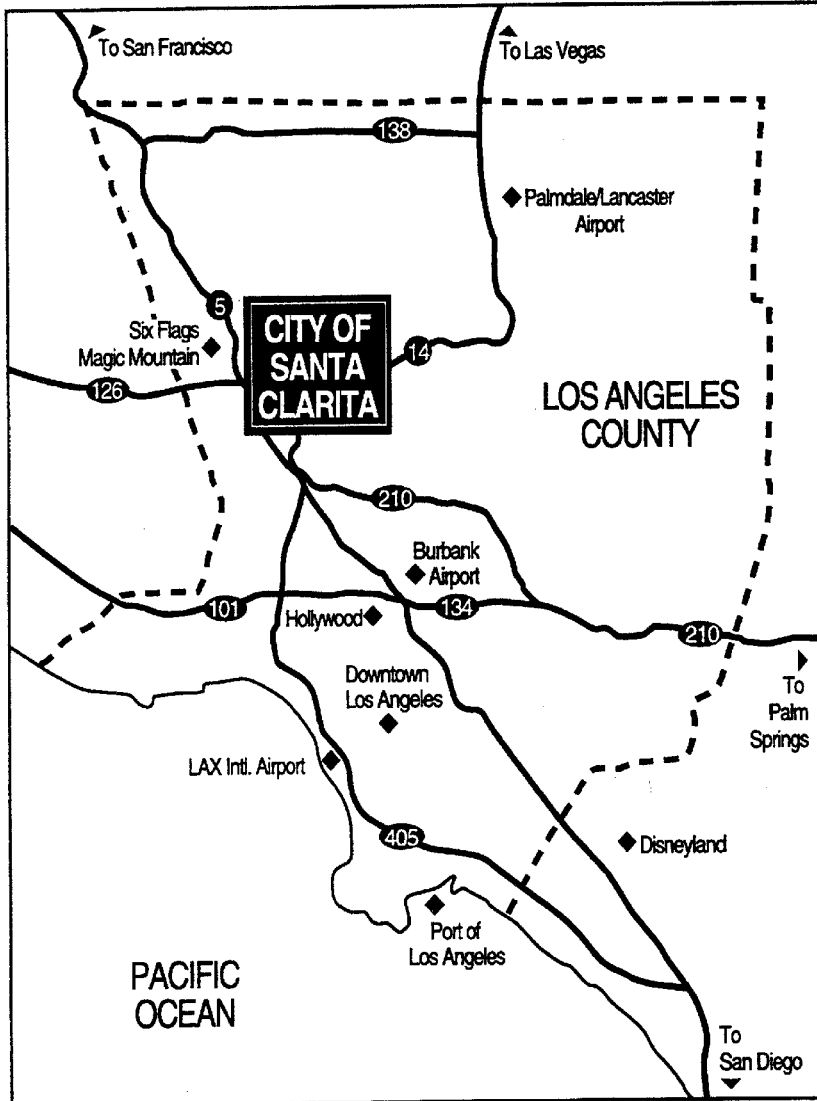 To San Francisco
To Las Vegas
138
Palmdale/Lancaster
Airport
5
Six Flags
Magic Mountain
CITY OF
SANTA
CLARITA
14
126
LOS ANGELES
COUNTY
210
Burbank
Airport
101
134
Hollywood
210
Downtown
Los Angeles
To
Palm
Springs
LAX Intl. Airport
405
Disneyland
Port of
Los Angeles
PACIFIC
OCEAN
To
San Diego